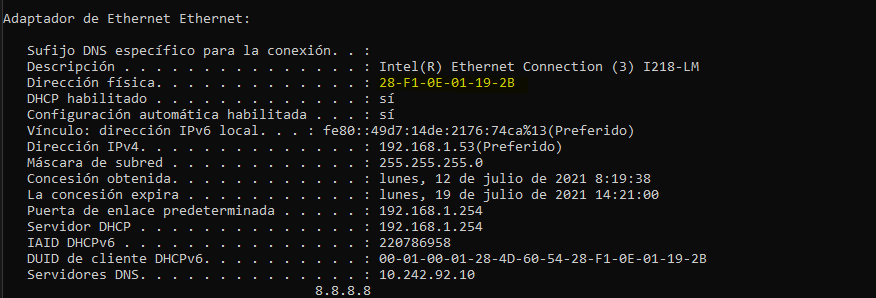 Adaptador de Ethernet Ethernet:
Sufijo DNS específico para la conexión. . :
Descripción . . . . . . . . . . . . . . . : Intel(R) Ethernet Connection (3) I218-LM
Dirección física. . . . . . . . . . . . . : 28-F1-0E-01-19-2B
DHCP habilitado . . . . . . . . . . . . . : sí
Configuración automática habilitada . . . : sí
Vínculo: dirección IPv6 local. . . : fe80::49d7:14de:2176:74ca%13(Preferido)
Dirección IPv4. . . . . . . . . . . . . . : 192.168.1.53(Preferido)
Máscara de subred . . . . . . . . . . . . : 255.255.255.0
Concesión obtenida. . . . . . . . . . . . : lunes, 12 de julio de 2021 8:19:38
La concesión expira . . . . . . . . . . . : lunes, 19 de julio de 2021 14:21:00
Puerta de enlace predeterminada . . . . . : 192.168.1.254
Servidor DHCP . . . . . . . . . . . . . . : 192.168.1.254
IAID DHCPv6 . . . . . . . . . . . . . . . : 220786958
DUID de cliente DHCPv6. . . . . . . . . . : 00-01-00-01-28-4D-60-54-28-F1-0E-01-19-2B
Servidores DNS. . . . . . . . . . . . . . : 10.242.92.10
8.8.8.8